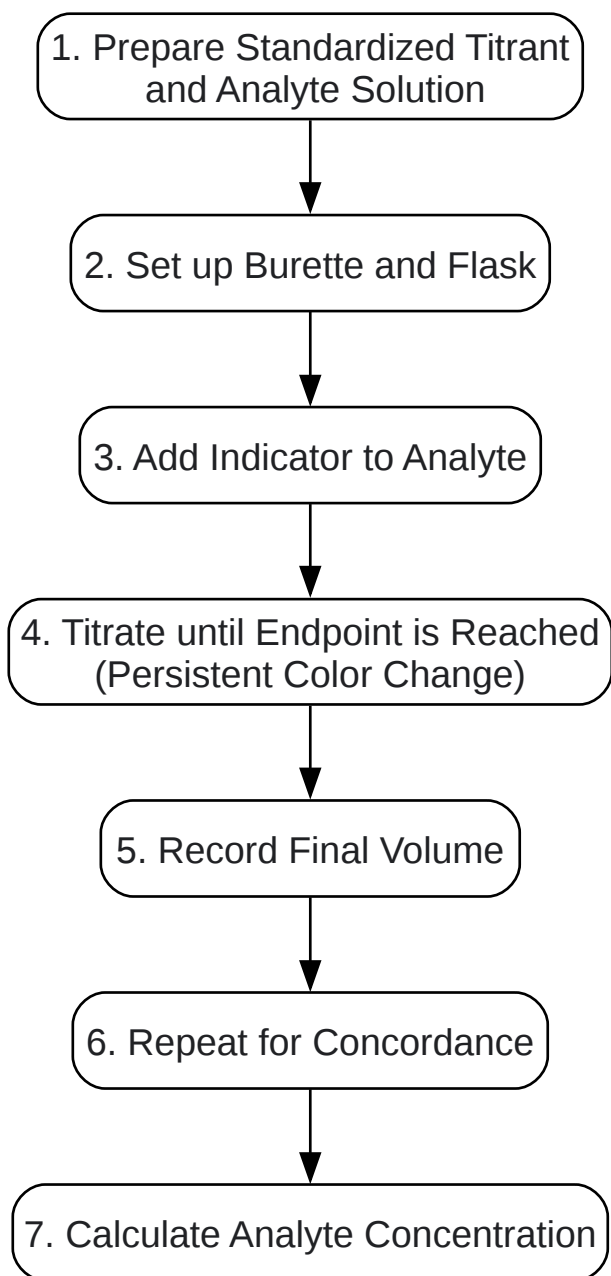 1. Prepare Standardized Titrant
and Analyte Solution
2. Set up Burette and Flask
3. Add Indicator to Analyte
4. Titrate until Endpoint is Reached
(Persistent Color Change)
5. Record Final Volume
6. Repeat for Concordance
7. Calculate Analyte Concentration